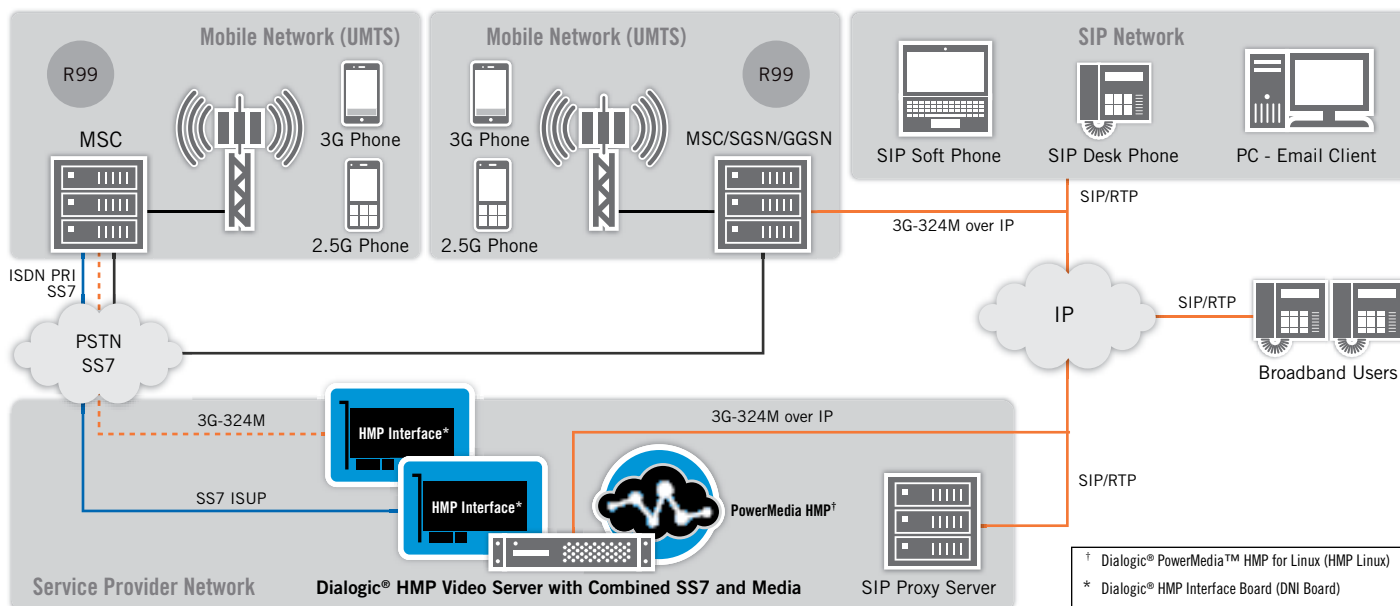 Mobile Network (UMTS)
R99
MSC
3G Phone
2.5G Phone
Mobile Network (UMTS)
R99
3G Phone
MSC/SGSN/GGSN
2.5G Phone
SIP Network
SIP Soft Phone
SIP Desk Phone
PC - Email Client
SIP/RTP
3G-324M over IP
ISDN PRI
SS7
PSTN
SS7
IP
SIP/RTP
Broadband Users
3G-324M
HMP Interface*
3G-324M over IP
SS7 ISUP
HMP Interface*
PowerMedia HMP†
SIP/RTP
Service Provider Network
Dialogic® HMP Video Server with Combined SS7 and Media
SIP Proxy Server
† Dialogic® PowerMedia™ HMP for Linux (HMP Linux)
* Dialogic® HMP Interface Board (DNI Board)